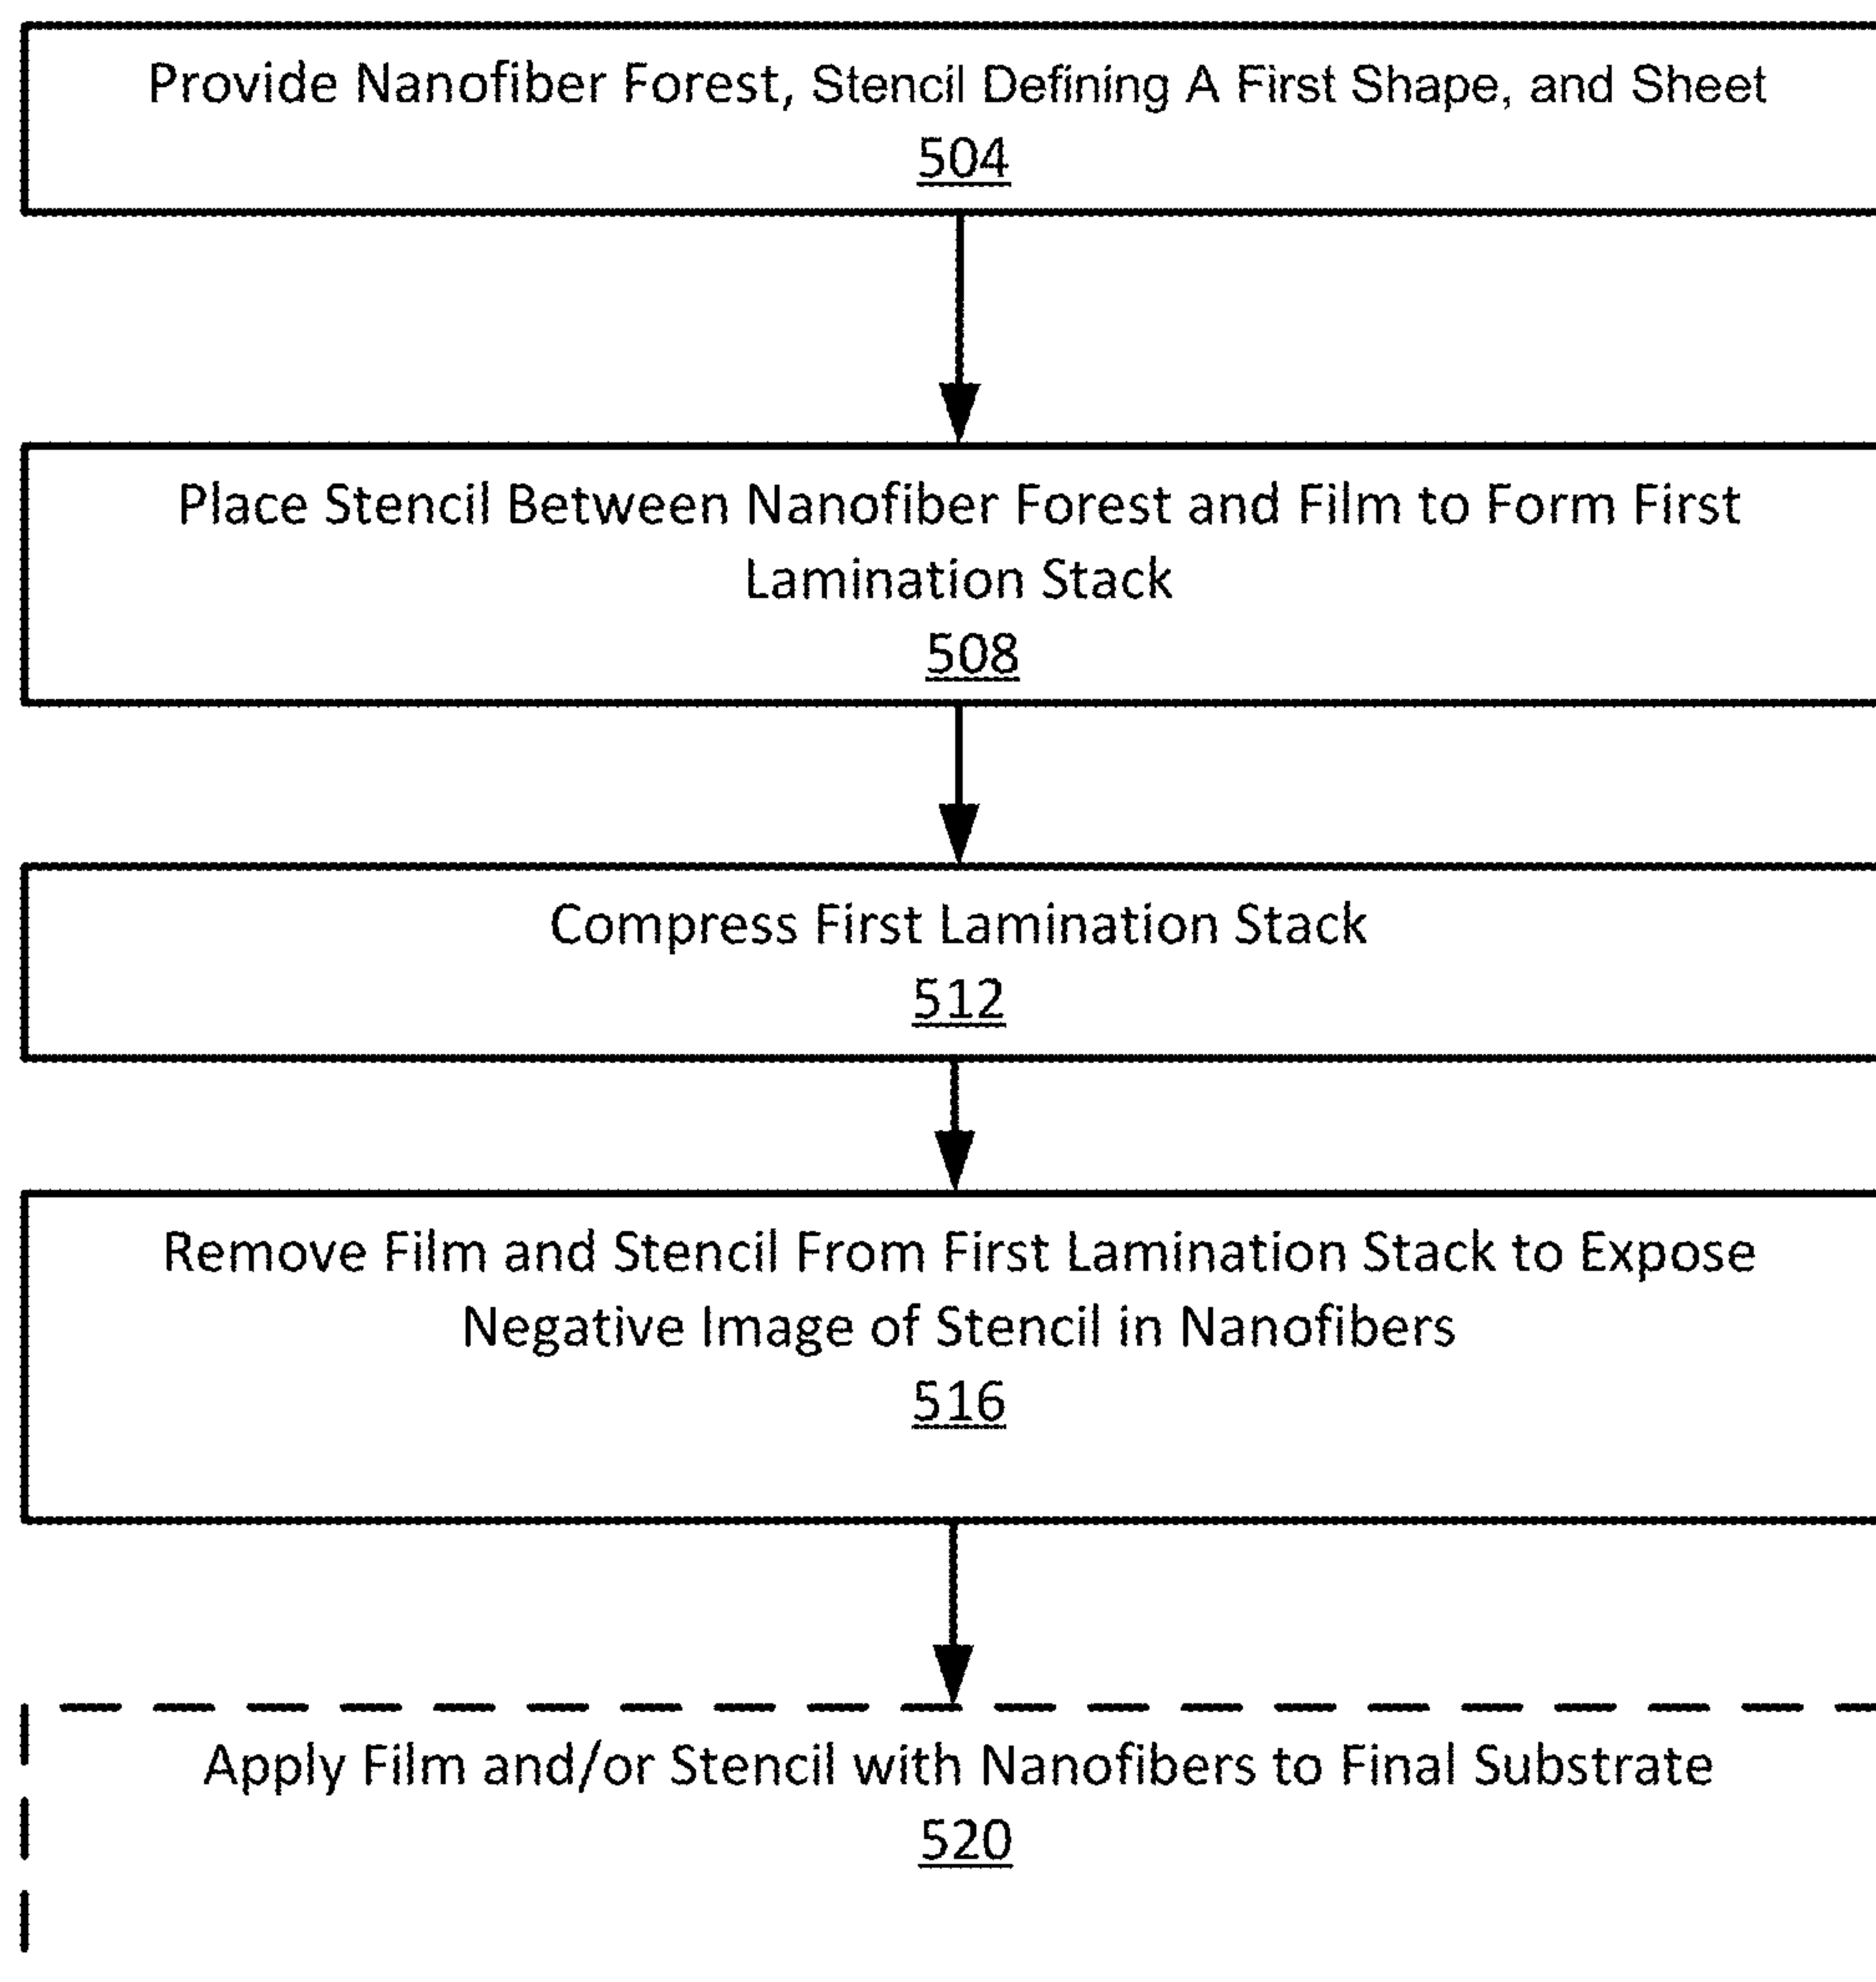 Provide Nanofiber Forest, Stencil Defining A First Shape, and Sheet
504
Place Stencil Between Nanofiber Forest and Film to Form First
Lamination Stack
508
Compress First Lamination Stack
512
Remove Film and Stencil From First Lamination Stack to Expose
Negative Image of Stencil in Nanofibers
516
Apply Film and/or Stencil with Nanofibers to Final Substrate
520